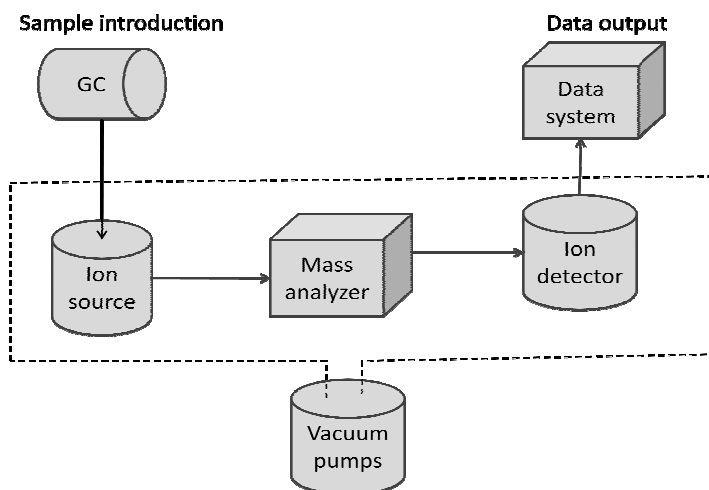 Sample introduction
Data output
GC
Data
system
Ion
source
Mass
analyzer
Ion
detector
Vacuum
pumps